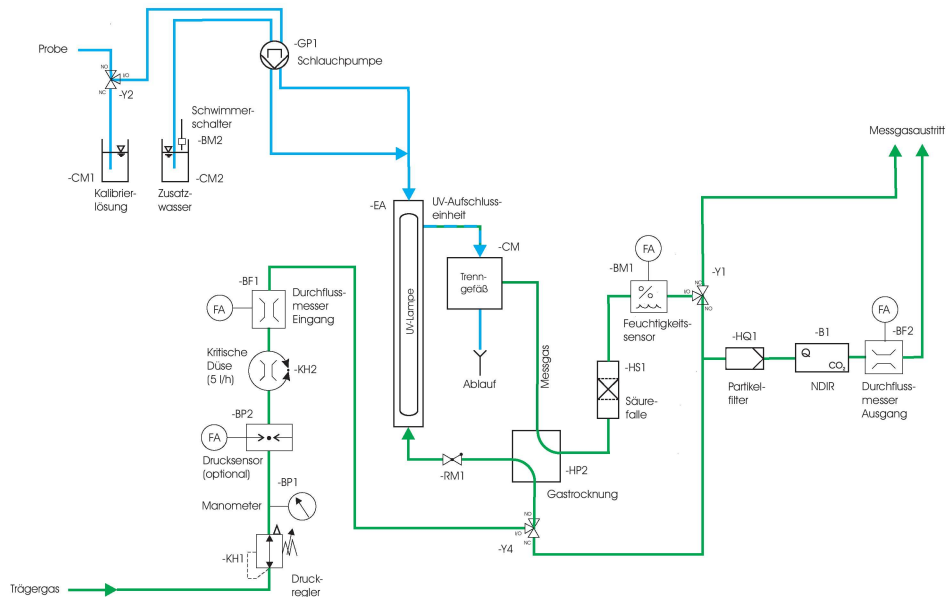 Probe
NO
I/O
NC
-Y2
-GP1
Schlauchpumpe
Schwimmer-
schalter
-BM2
-CM1
Kalibrier-
lösung
-CM2
Zusatz-
wasser
Messgasaustritt
-EA
UV-Aufschluss-
einheit
UV-Lampe
-CM
Trenn-
gefäß
Ablauf
Messgas
FA
-BM1
%
Feuchtigkeits-
sensor
-Y1
NC
I/O
NO
-HS1
Säure-
falle
-HQ1
Partikel-
filter
-B1
Q
CO₂
NDIR
FA
-BF2
Durchfluss-
messer
Ausgang
-BF1
FA
Durchfluss-
messer
Eingang
Kritische
Düse
(5 l/h)
-KH2
-BP2
FA
Drucksensor
(optional)
-BP1
Manometer
-KH1
Druck-
regler
Trägergas
-RM1
-HP2
Gastrocknung
NO
I/O
NC
-Y4